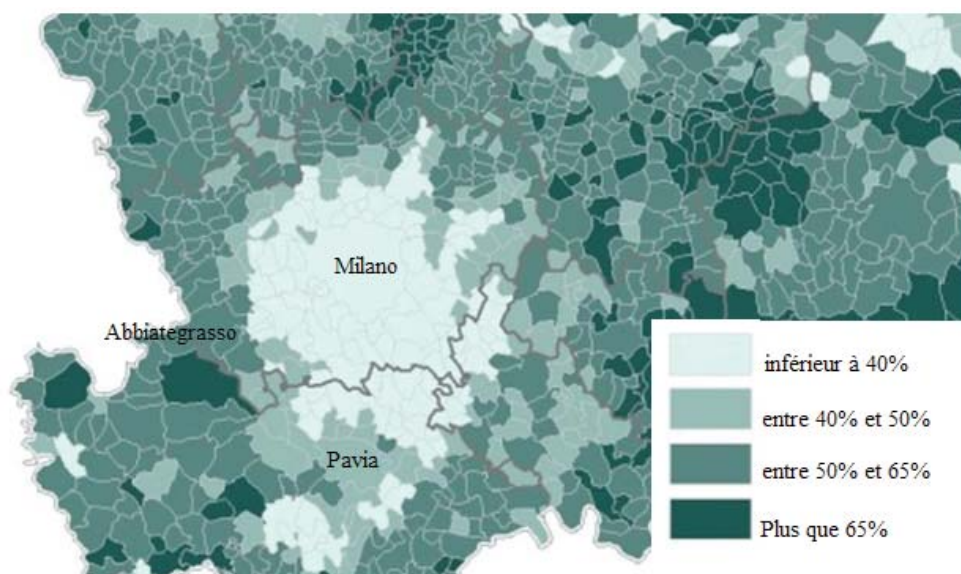 Milano
Abbiategrasso
Pavia
inférieur à 40%
entre 40% et 50%
entre 50% et 65%
Plus que 65%